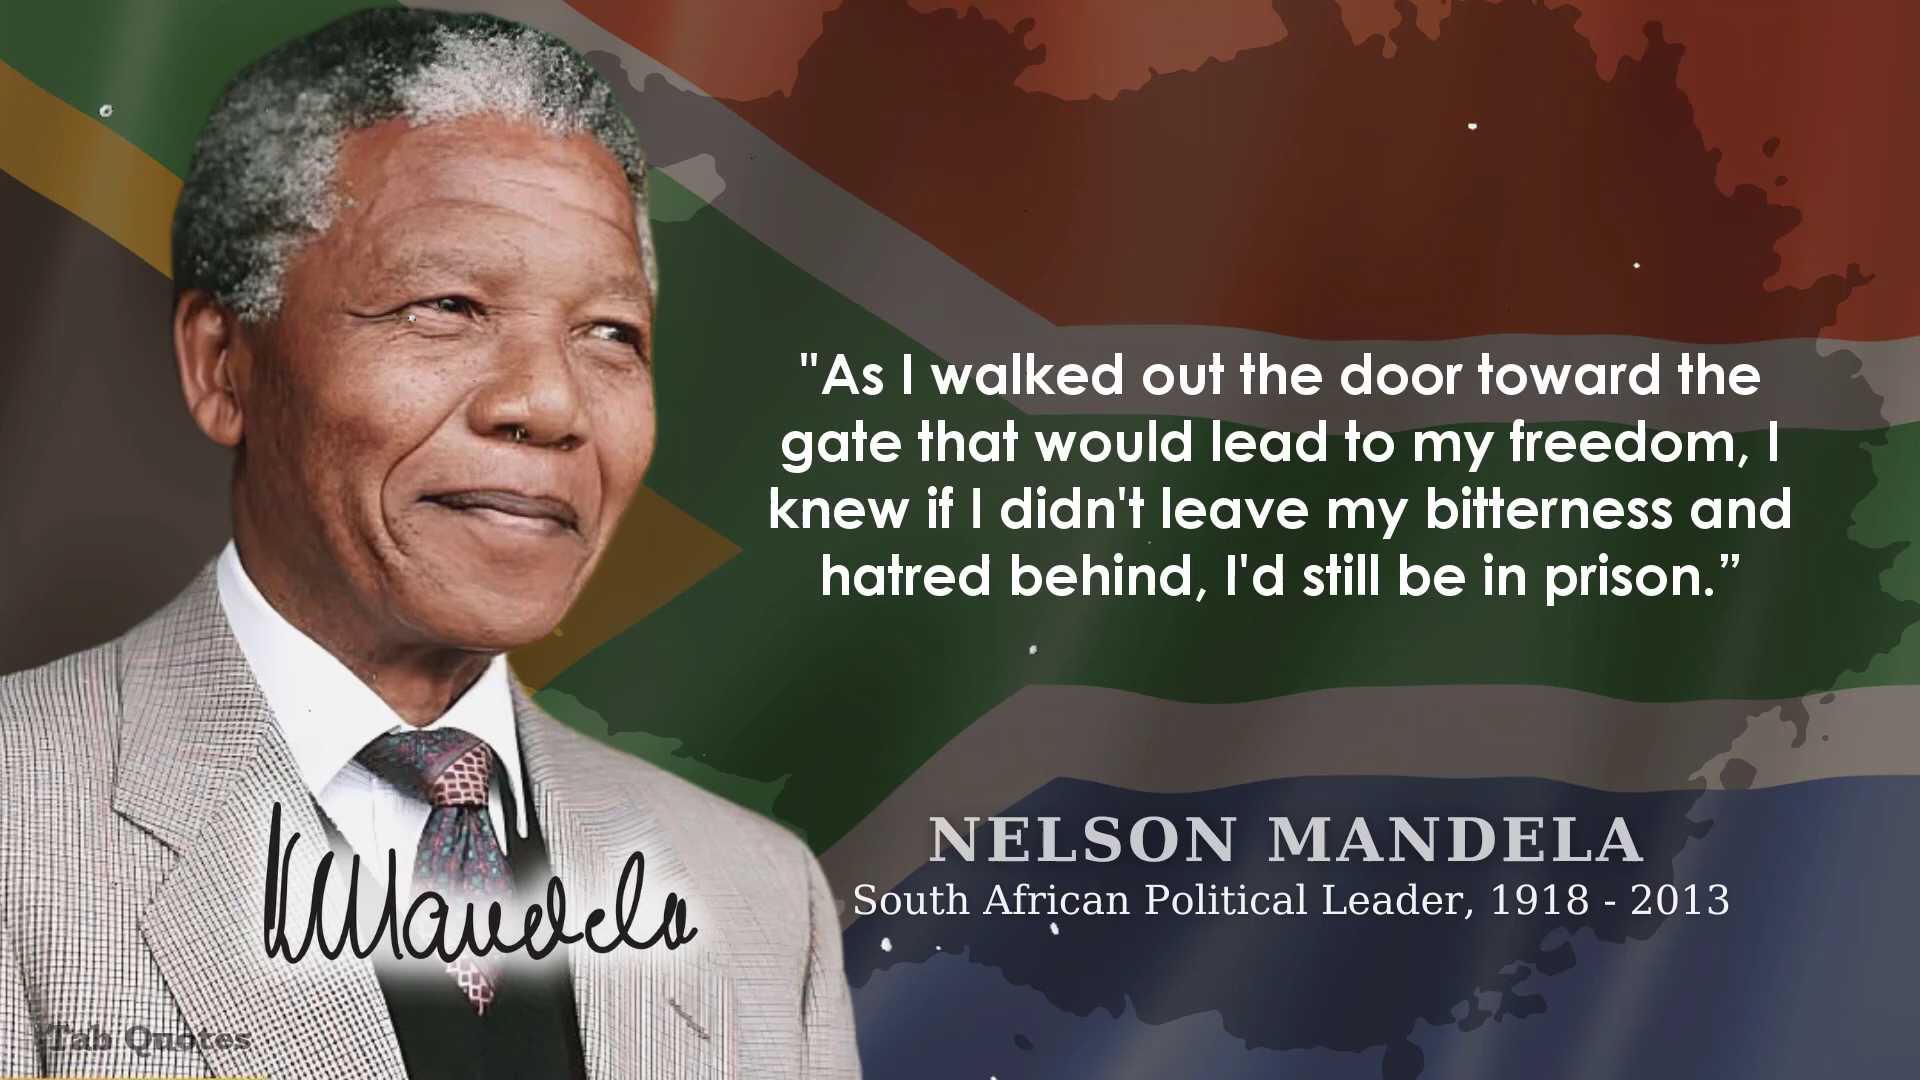 "As I walked out the door toward the
gate that would lead to my freedom, I
knew if I didn't leave my bitterness and
hatred behind, I'd still be in prison.”
NELSON MANDELA
South African Political Leader, 1918 - 2013
Mandela
Tab Quotes